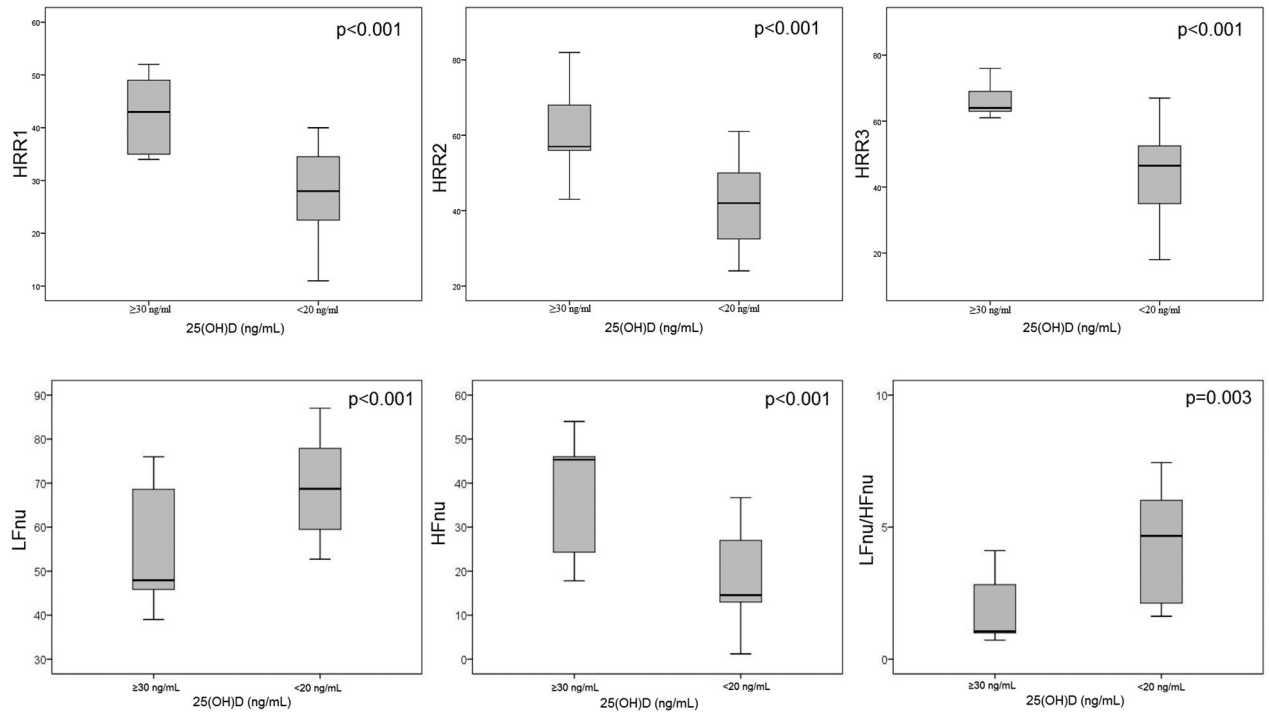 p<0.001
HRR1
60
50
40
30
20
10
≥30 ng/ml
<20 ng/ml
25(OH)D (ng/mL)
p<0.001
HRR2
80
60
40
20
≥30 ng/ml
<20 ng/ml
25(OH)D (ng/mL)
p<0.001
HRR3
80
60
40
20
≥30 ng/ml
<20 ng/ml
25(OH)D (ng/mL)
p<0.001
LFnu
90
80
70
60
50
40
30
≥30 ng/mL
<20 ng/mL
25(OH)D (ng/mL)
p<0.001
HFnu
60
50
40
30
20
10
0
≥30 ng/mL
<20 ng/mL
25(OH)D (ng/mL)
p=0.003
LFnu/HFnu
10
5
0
≥30 ng/mL
<20 ng/mL
25(OH)D (ng/mL)